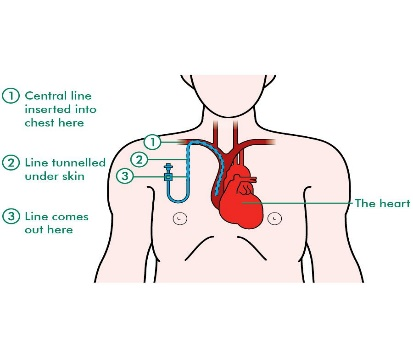 1 Central line
inserted into
chest here
2 Line tunnelled
under skin
3 Line comes
out here
1
2
3
The heart